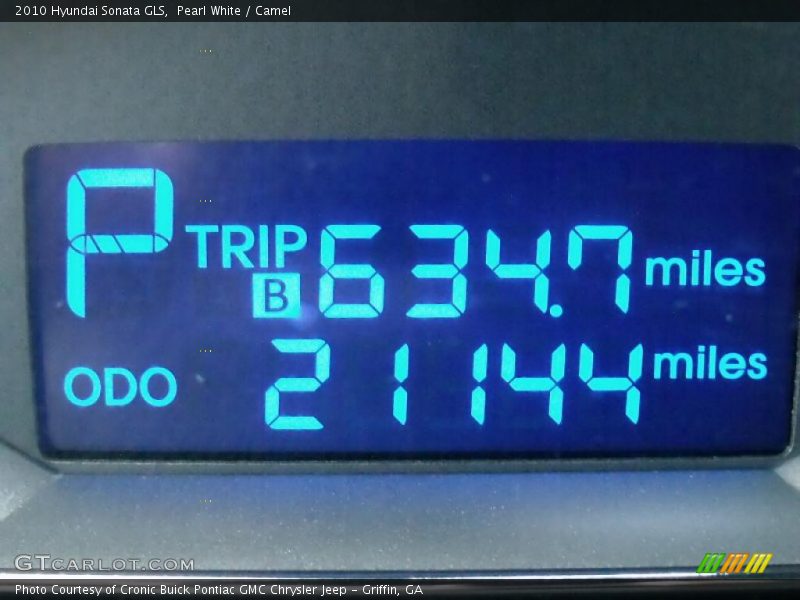 2010 Hyundai Sonata GLS, Pearl White / Camel
P TRIP B 634.7 miles
ODO 21144 miles
GTCARLOT.COM
Photo Courtesy of Cronic Buick Pontiac GMC Chrysler Jeep - Griffin, GA